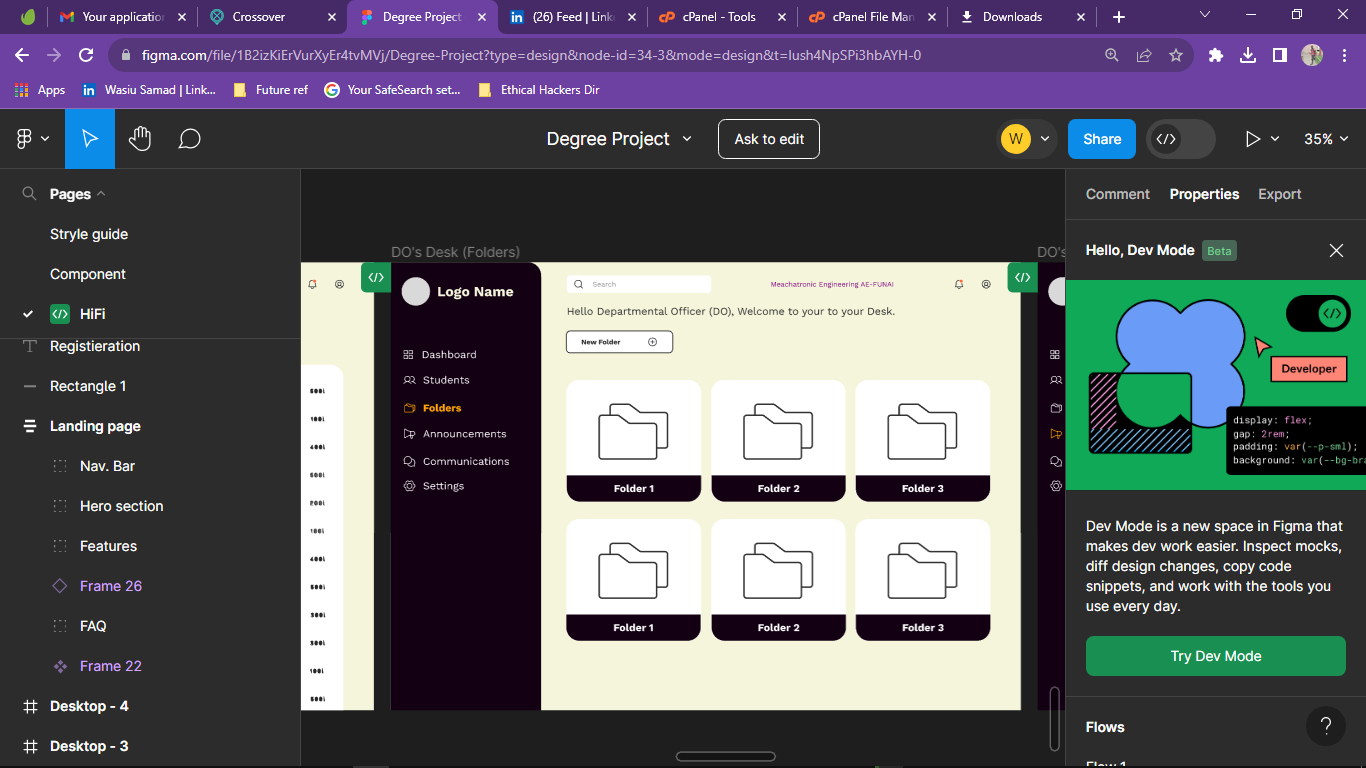 Your application
Crossover
Degree Project
(26) Feed | Link
cPanel - Tools
cPanel File Man
Downloads
figma.com/file/1B2izKiErVurXyEr4tvMVj/Degree-Project?type=design&node-id=34-3&mode=design&t=Iush4NpSPi3hbAYH-0
Apps
Wasiu Samad | Link...
Future ref
Your SafeSearch set...
Ethical Hackers Dir
Degree Project
Ask to edit
W
Share
35%
Pages
Stryle guide
Component
HiFi
Registieration
Rectangle 1
Landing page
Nav. Bar
Hero section
Features
Frame 26
FAQ
Frame 22
Desktop - 4
Desktop - 3
DO's Desk (Folders)
DO's
Logo Name
Dashboard
Students
Folders
Announcements
Communications
Settings
Search
Meachatronic Engineering AE-FUNAI
Hello Departmental Officer (DO), Welcome to your to your Desk.
New Folder
Folder 1
Folder 2
Folder 3
Folder 1
Folder 2
Folder 3
Comment
Properties
Export
Hello, Dev Mode
Beta
Developer
display: flex;
gap: 2rem;
padding: var(--p-sml);
background: var(--bg-bra
Dev Mode is a new space in Figma that
makes dev work easier. Inspect mocks,
diff design changes, copy code
snippets, and work with the tools you
use every day.
Try Dev Mode
Flows
Flow 1
?